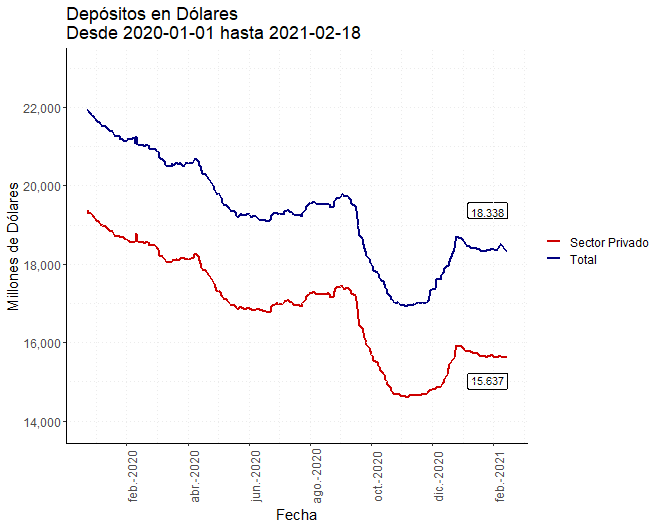 Depósitos en Dólares
Desde 2020-01-01 hasta 2021-02-18
Millones de Dólares
22,000
20,000
18,000
16,000
14,000
18.338
15.637
Sector Privado
Total
feb.-2020
abr.-2020
jun.-2020
ago.-2020
oct.-2020
dic.-2020
feb.-2021
Fecha